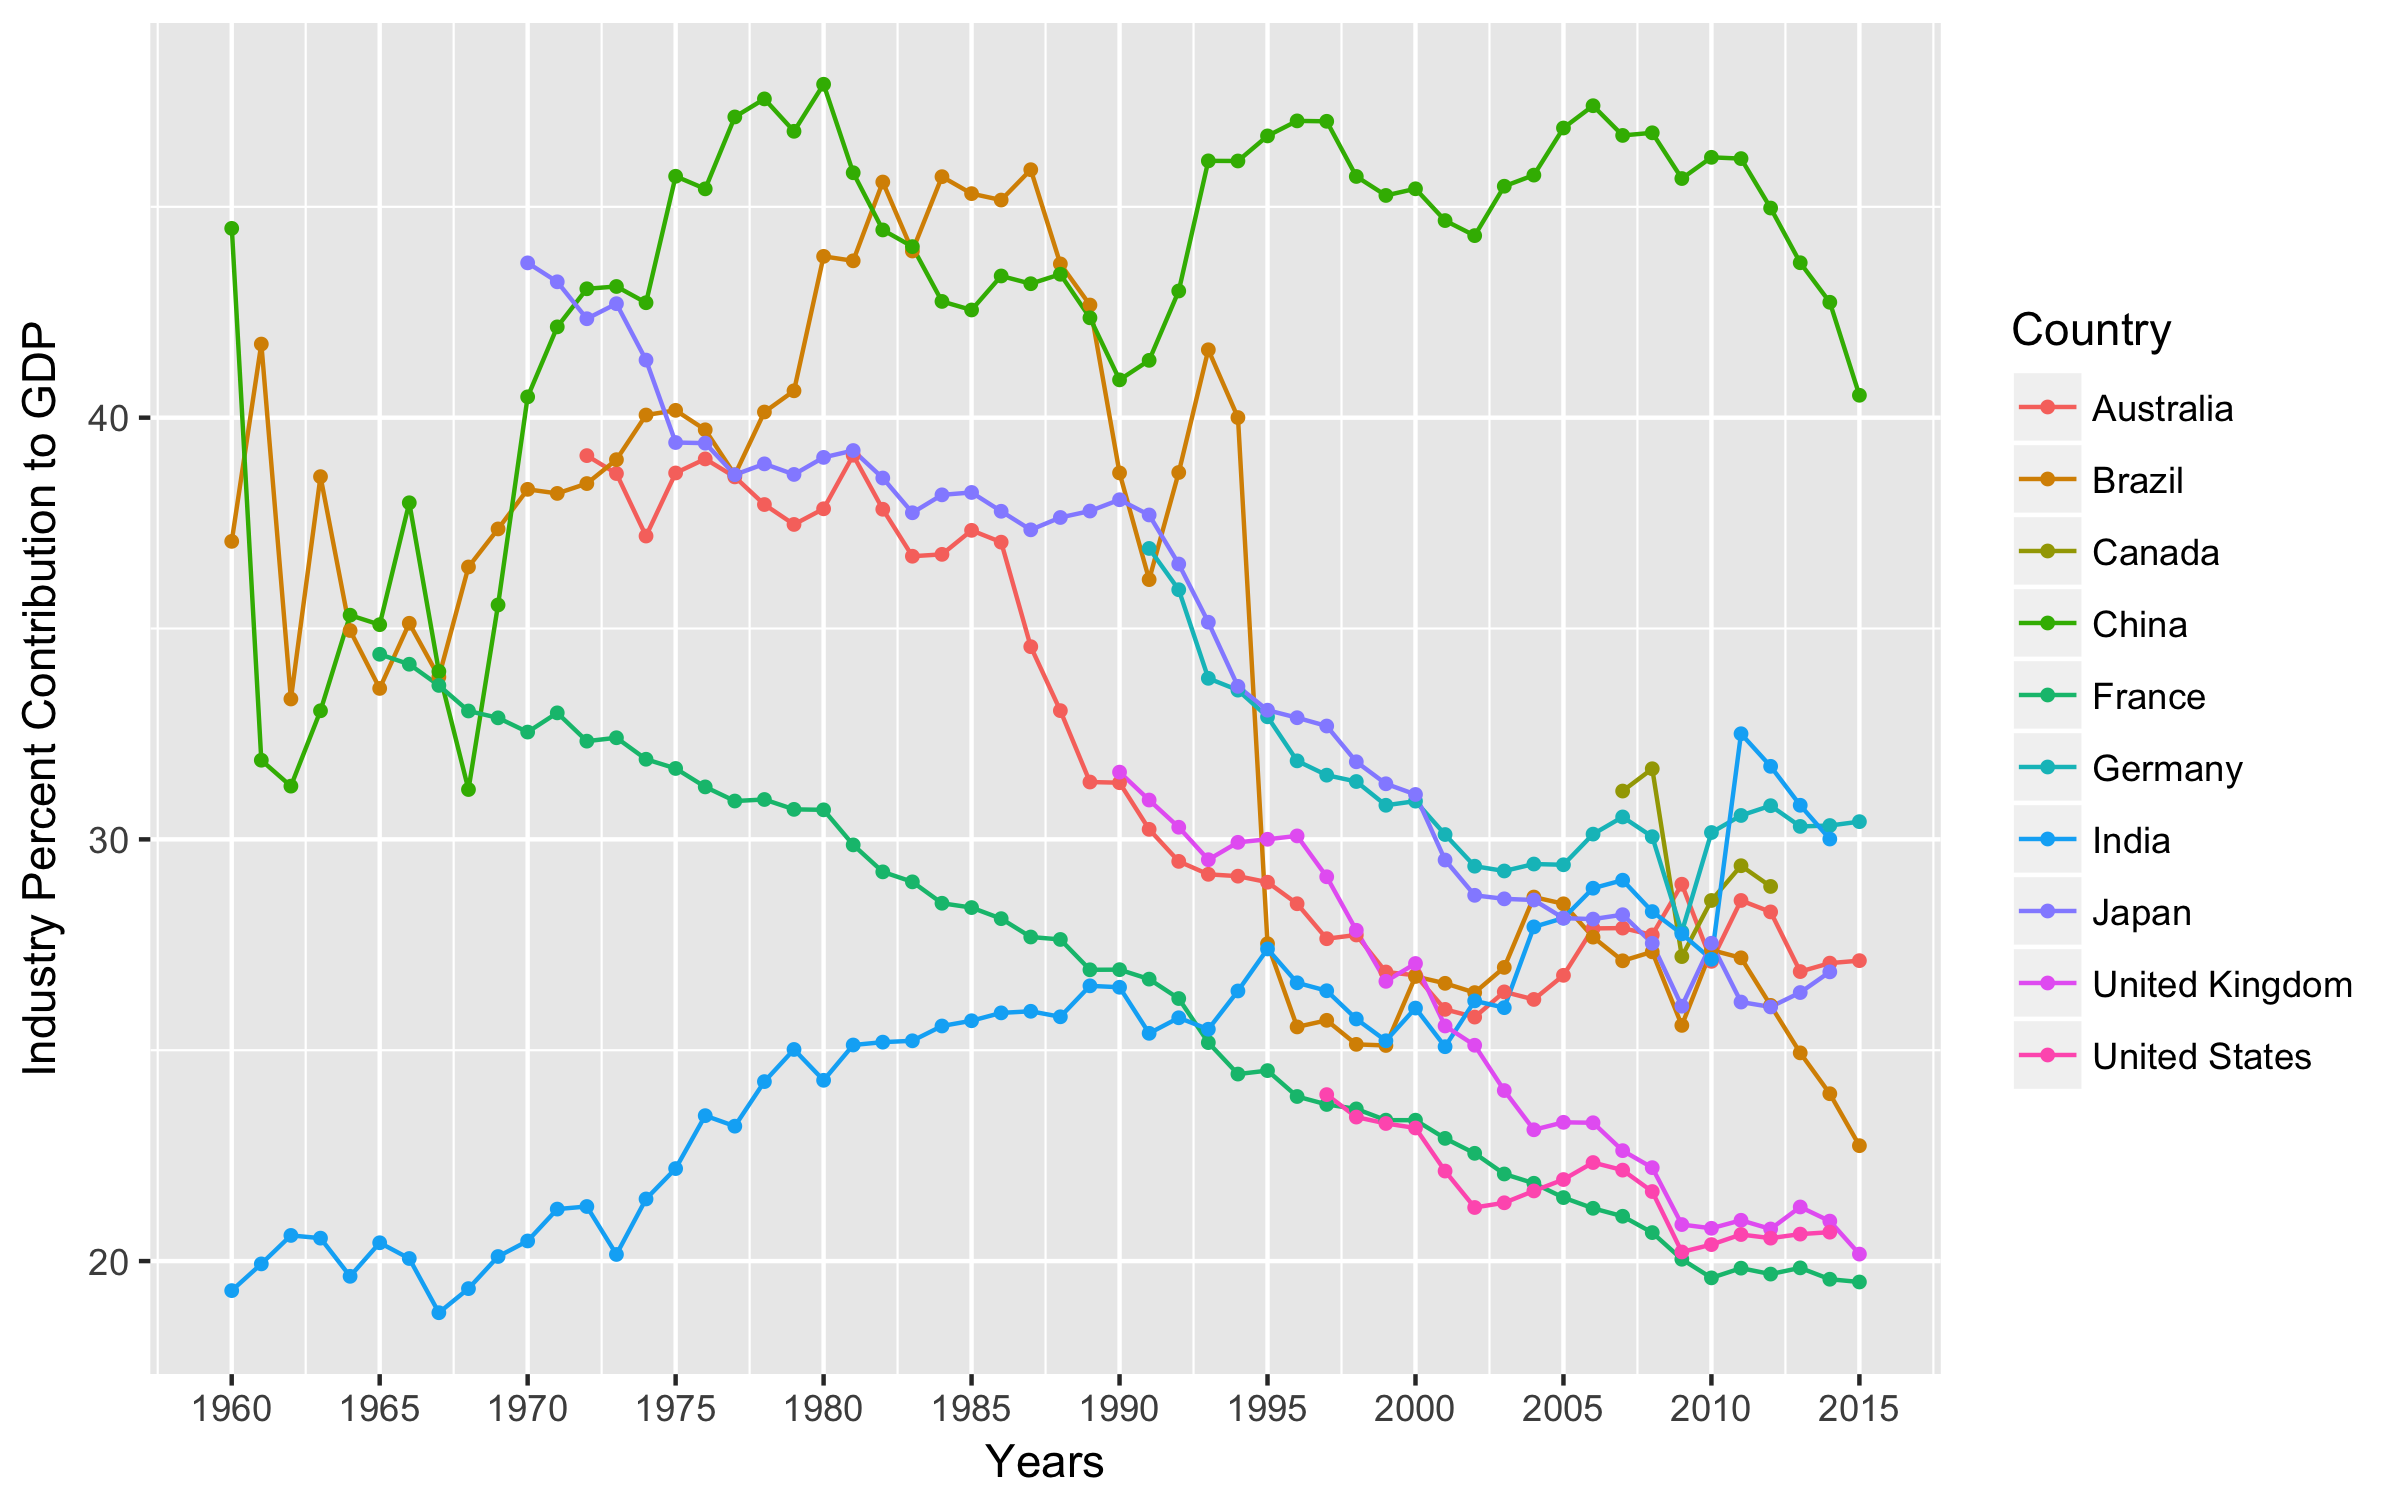 Industry Percent Contribution to GDP
40
30
20
1960 1965 1970 1975 1980 1985 1990 1995 2000 2005 2010 2015
Years
Country
Australia
Brazil
Canada
China
France
Germany
India
Japan
United Kingdom
United States